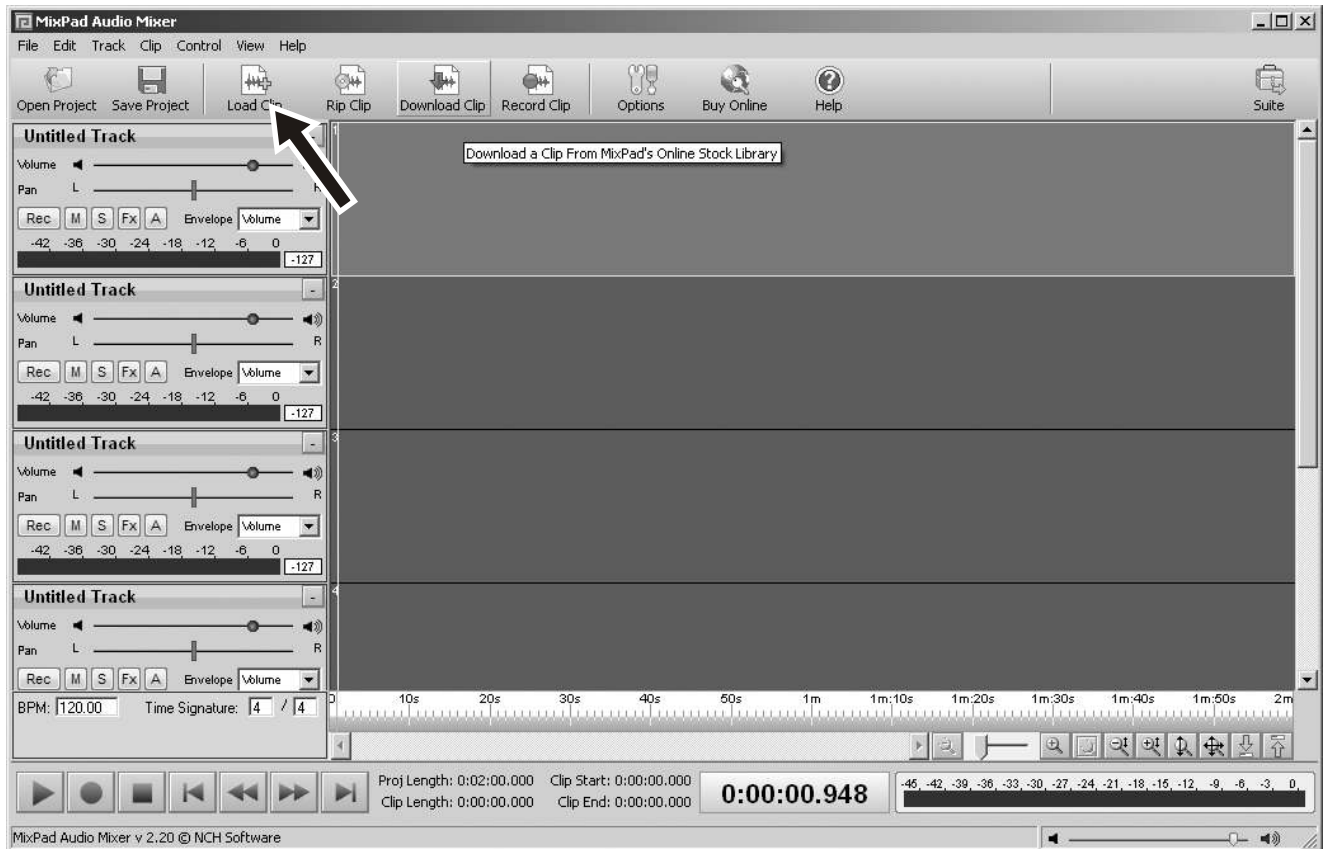 MixPad Audio Mixer
File Edit Track Clip Control View Help
Open Project Save Project Load Clip Rip Clip Download Clip Record Clip Options Buy Online Help Suite
Untitled Track -
1
Download a Clip From MixPad's Online Stock Library
Volume
Pan L R
Rec M S Fx A Envelope Volume
-42 -36 -30 -24 -18 -12 -6 0
-127
Untitled Track -
2
Volume
Pan L R
Rec M S Fx A Envelope Volume
-42 -36 -30 -24 -18 -12 -6 0
-127
Untitled Track -
3
Volume
Pan L R
Rec M S Fx A Envelope Volume
-42 -36 -30 -24 -18 -12 -6 0
-127
Untitled Track -
4
Volume
Pan L R
Rec M S Fx A Envelope Volume
BPM: 120.00 Time Signature: 4 / 4
0 10s 20s 30s 40s 50s 1m 1m:10s 1m:20s 1m:30s 1m:40s 1m:50s 2m
Proj Length: 0:02:00.000 Clip Start: 0:00:00.000
Clip Length: 0:00:00.000 Clip End: 0:00:00.000
0:00:00.948
-45 -42 -39 -36 -33 -30 -27 -24 -21 -18 -15 -12 -9 -6 -3 0
MixPad Audio Mixer v 2.20 © NCH Software